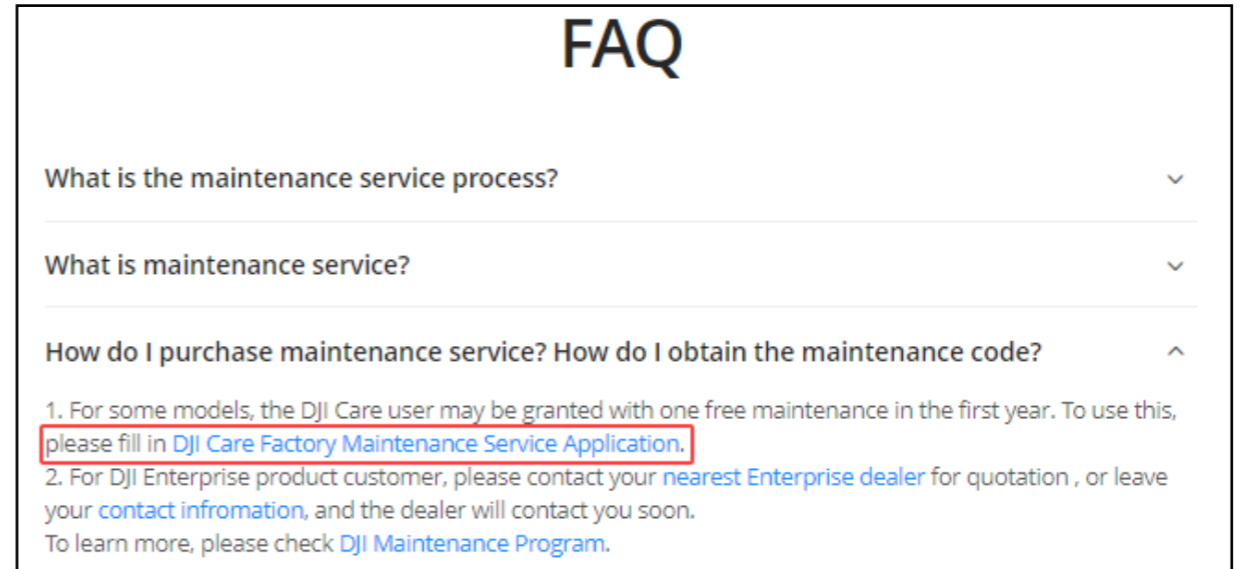 FAQ
What is the maintenance service process?
What is maintenance service?
How do I purchase maintenance service? How do I obtain the maintenance code?
1. For some models, the DJI Care user may be granted with one free maintenance in the first year. To use this,
please fill in DJI Care Factory Maintenance Service Application.
2. For DJI Enterprise product customer, please contact your nearest Enterprise dealer for quotation , or leave
your contact infromation, and the dealer will contact you soon.
To learn more, please check DJI Maintenance Program.